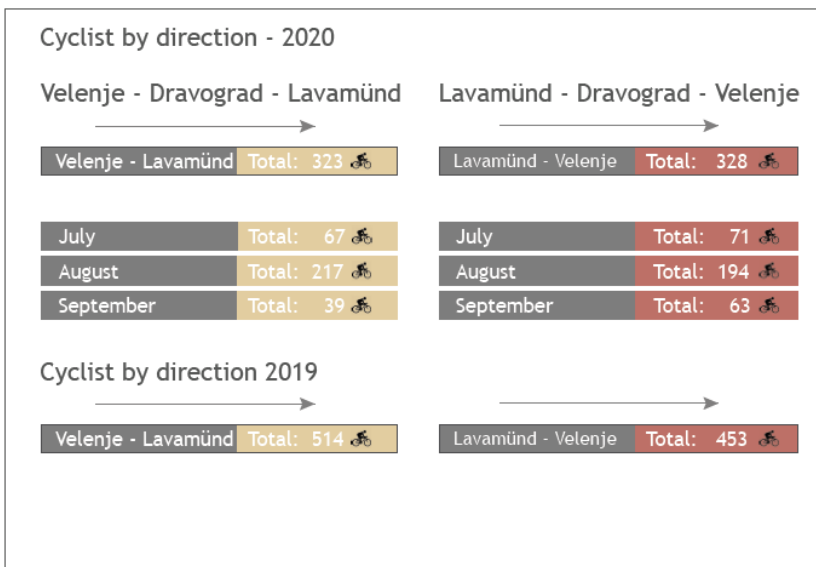 Cyclist by direction - 2020
Velenje - Dravograd - Lavamünd
Velenje - Lavamünd Total: 323
July Total: 67
August Total: 217
September Total: 39
Lavamünd - Dravograd - Velenje
Lavamünd - Velenje Total: 328
July Total: 71
August Total: 194
September Total: 63
Cyclist by direction 2019
Velenje - Lavamünd Total: 514
Lavamünd - Velenje Total: 453